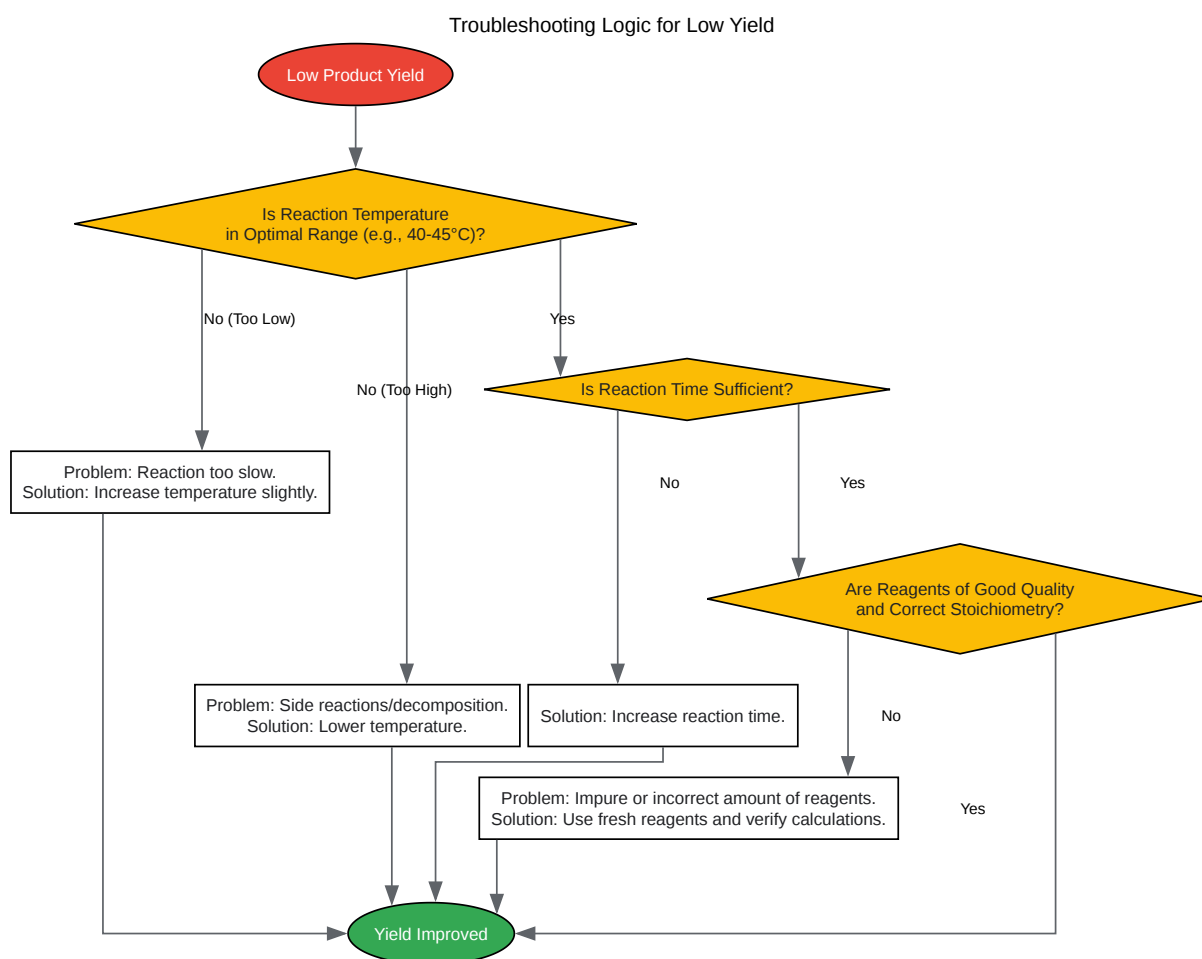 Troubleshooting Logic for Low Yield
Low Product Yield
Is Reaction Temperature
in Optimal Range (e.g., 40-45°C)?
No (Too Low)
Yes
No (Too High)
Is Reaction Time Sufficient?
Problem: Reaction too slow.
Solution: Increase temperature slightly.
No
Yes
Are Reagents of Good Quality
and Correct Stoichiometry?
Problem: Side reactions/decomposition.
Solution: Lower temperature.
Solution: Increase reaction time.
No
Problem: Impure or incorrect amount of reagents.
Solution: Use fresh reagents and verify calculations.
Yes
Yield Improved